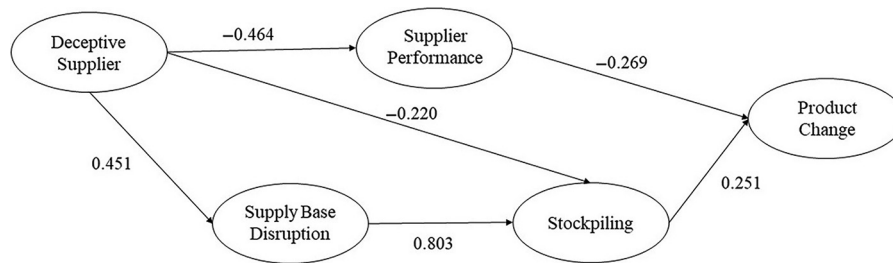 Deceptive
Supplier
−0.464
Supplier
Performance
−0.269
−0.220
Product
Change
0.451
0.251
Supply Base
Disruption
0.803
Stockpiling